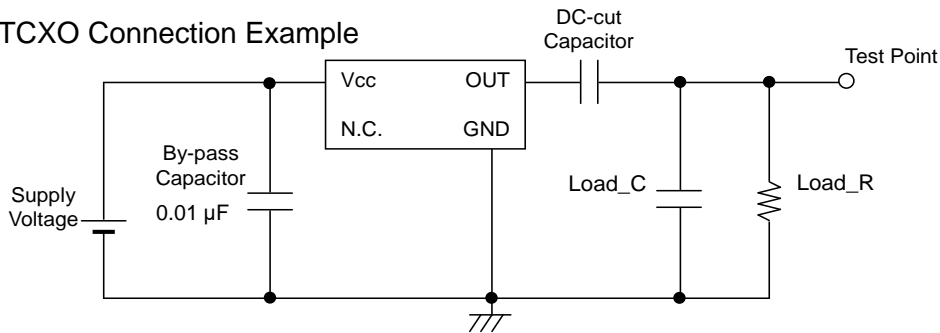 TCXO Connection Example
DC-cut
Capacitor
Test Point
Vcc
OUT
N.C.
GND
By-pass
Capacitor
0.01 µF
Supply
Voltage
Load_C
Load_R